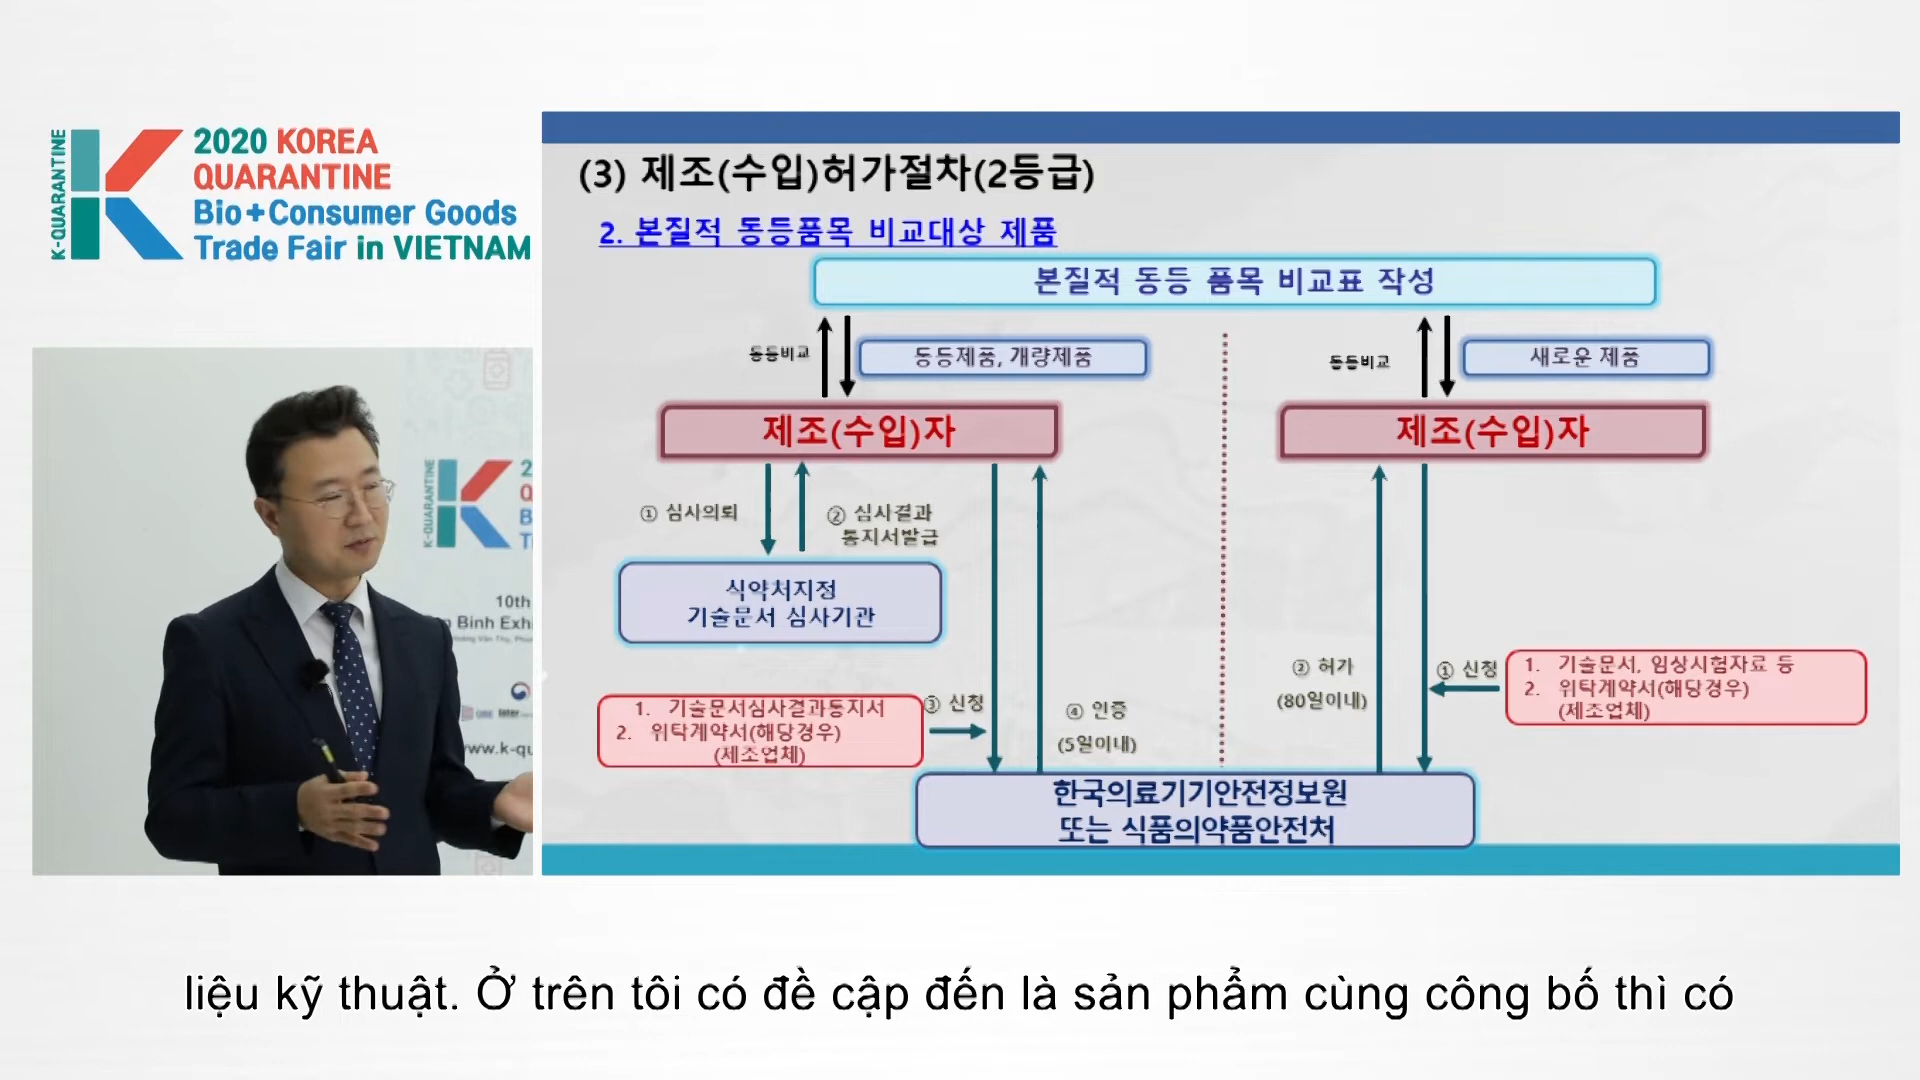 K-QUARANTINE
2020 KOREA
QUARANTINE
Bio+Consumer Goods
Trade Fair in VIETNAM
(3) 제조(수입)허가절차(2등급)
2. 본질적 동등품목 비교대상 제품
본질적 동등 품목 비교표 작성
동등비교
동등제품, 개량제품
동등비교
새로운 제품
제조(수입)자
제조(수입)자
① 심사의뢰
② 심사결과
통지서발급
식약처지정
기술문서 심사기관
1. 기술문서심사결과통지서
2. 위탁계약서(해당경우)
(제조업체)
③ 신청
④ 인증
(5일이내)
② 허가
(80일이내)
① 신청
1. 기술문서, 임상시험자료 등
2. 위탁계약서(해당경우)
(제조업체)
한국의료기기안전정보원
또는 식품의약품안전처
K-QUARANTINE
10th
Binh Exhi
www.k-qu
liệu kỹ thuật. Ở trên tôi có đề cập đến là sản phẩm cùng công bố thì có